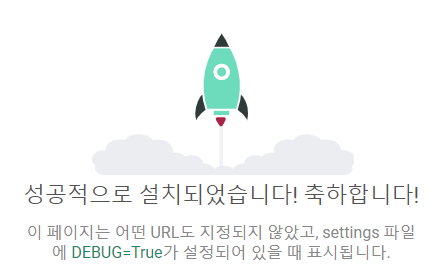 성공적으로 설치되었습니다! 축하합니다!
이 페이지는 어떤 URL도 지정되지 않았고, settings 파일
에 DEBUG=True가 설정되어 있을 때 표시됩니다.